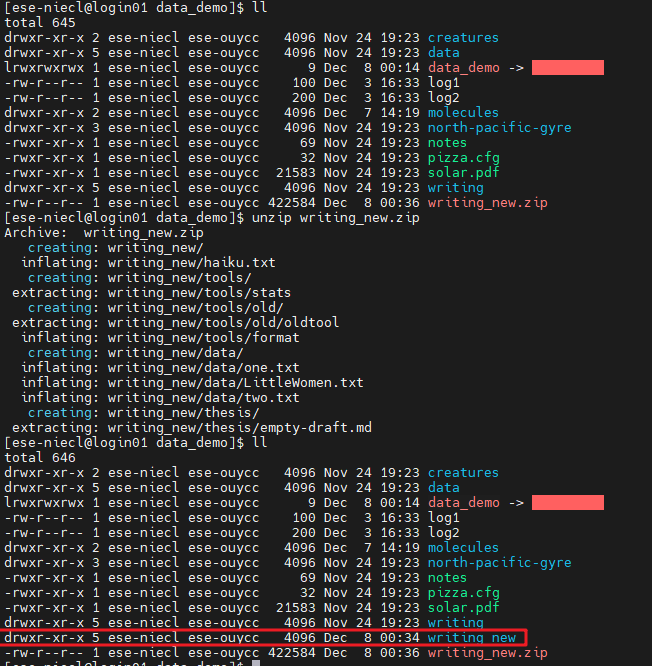 [ese-niecl@login01 data_demo]$ ll
total 645
drwxr-xr-x 2 ese-niecl ese-ouycc 4096 Nov 24 19:23 creatures
drwxr-xr-x 5 ese-niecl ese-ouycc 4096 Nov 24 19:23 data
lrwxrwxrwx 1 ese-niecl ese-ouycc 9 Dec 8 00:14 data_demo ->
-rw-r--r-- 1 ese-niecl ese-ouycc 100 Dec 3 16:33 log1
-rw-r--r-- 1 ese-niecl ese-ouycc 200 Dec 3 16:33 log2
drwxr-xr-x 2 ese-niecl ese-ouycc 4096 Dec 7 14:19 molecules
drwxr-xr-x 3 ese-niecl ese-ouycc 4096 Nov 24 19:23 north-pacific-gyre
-rwxr-xr-x 1 ese-niecl ese-ouycc 69 Nov 24 19:23 notes
-rwxr-xr-x 1 ese-niecl ese-ouycc 32 Nov 24 19:23 pizza.cfg
-rwxr-xr-x 1 ese-niecl ese-ouycc 21583 Nov 24 19:23 solar.pdf
drwxr-xr-x 5 ese-niecl ese-ouycc 4096 Nov 24 19:23 writing
-rw-r--r-- 1 ese-niecl ese-ouycc 422584 Dec 8 00:36 writing_new.zip
[ese-niecl@login01 data_demo]$ unzip writing_new.zip
Archive: writing_new.zip
creating: writing_new/
inflating: writing_new/haiku.txt
creating: writing_new/tools/
extracting: writing_new/tools/stats
creating: writing_new/tools/old/
extracting: writing_new/tools/old/oldtool
inflating: writing_new/tools/format
creating: writing_new/data/
inflating: writing_new/data/one.txt
inflating: writing_new/data/LittleWomen.txt
inflating: writing_new/data/two.txt
creating: writing_new/thesis/
extracting: writing_new/thesis/empty-draft.md
[ese-niecl@login01 data_demo]$ ll
total 646
drwxr-xr-x 2 ese-niecl ese-ouycc 4096 Nov 24 19:23 creatures
drwxr-xr-x 5 ese-niecl ese-ouycc 4096 Nov 24 19:23 data
lrwxrwxrwx 1 ese-niecl ese-ouycc 9 Dec 8 00:14 data_demo ->
-rw-r--r-- 1 ese-niecl ese-ouycc 100 Dec 3 16:33 log1
-rw-r--r-- 1 ese-niecl ese-ouycc 200 Dec 3 16:33 log2
drwxr-xr-x 2 ese-niecl ese-ouycc 4096 Dec 7 14:19 molecules
drwxr-xr-x 3 ese-niecl ese-ouycc 4096 Nov 24 19:23 north-pacific-gyre
-rwxr-xr-x 1 ese-niecl ese-ouycc 69 Nov 24 19:23 notes
-rwxr-xr-x 1 ese-niecl ese-ouycc 32 Nov 24 19:23 pizza.cfg
-rwxr-xr-x 1 ese-niecl ese-ouycc 21583 Nov 24 19:23 solar.pdf
drwxr-xr-x 5 ese-niecl ese-ouycc 4096 Nov 24 19:23 writing
drwxr-xr-x 5 ese-niecl ese-ouycc 4096 Dec 8 00:34 writing_new
-rw-r--r-- 1 ese-niecl ese-ouycc 422584 Dec 8 00:36 writing_new.zip